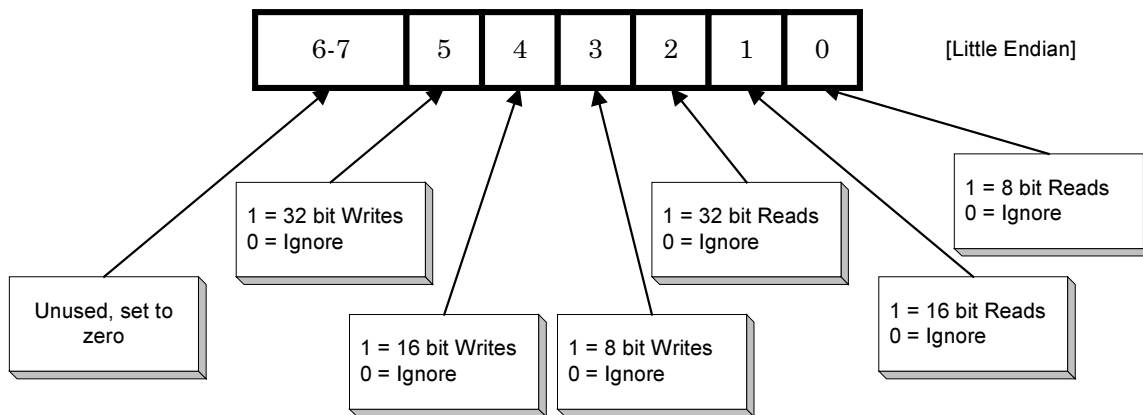 6-7 5 4 3 2 1 0
[Little Endian]
1 = 8 bit Reads
0 = Ignore
1 = 32 bit Writes
0 = Ignore
1 = 32 bit Reads
0 = Ignore
Unused, set to
zero
1 = 16 bit Writes
0 = Ignore
1 = 8 bit Writes
0 = Ignore
1 = 16 bit Reads
0 = Ignore